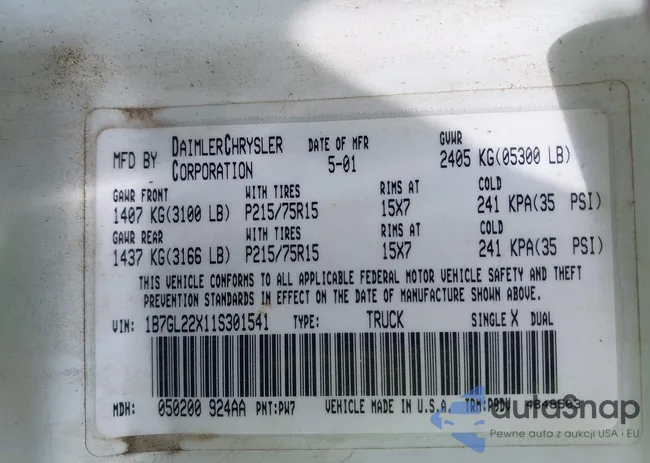 MFD BY DAIMLERCHRYSLER CORPORATION DATE OF MFR 5-01 GVWR 2405 KG(05300 LB)
GAWR FRONT WITH TIRES RIMS AT COLD
1407 KG(3100 LB) P215/75R15 15X7 241 KPA(35 PSI)
GAWR REAR WITH TIRES RIMS AT COLD
1437 KG(3166 LB) P215/75R15 15X7 241 KPA(35 PSI)
THIS VEHICLE CONFORMS TO ALL APPLICABLE FEDERAL MOTOR VEHICLE SAFETY AND THEFT
PREVENTION STANDARDS IN EFFECT ON THE DATE OF MANUFACTURE SHOWN ABOVE.
VIN: 1B7GL22X11S301541 TYPE: TRUCK SINGLE X DUAL
MDH: 050200 924AA PNT:PW7 VEHICLE MADE IN U.S.A. TRM:
autasnap
Pewne auta z aukcji USA i EU